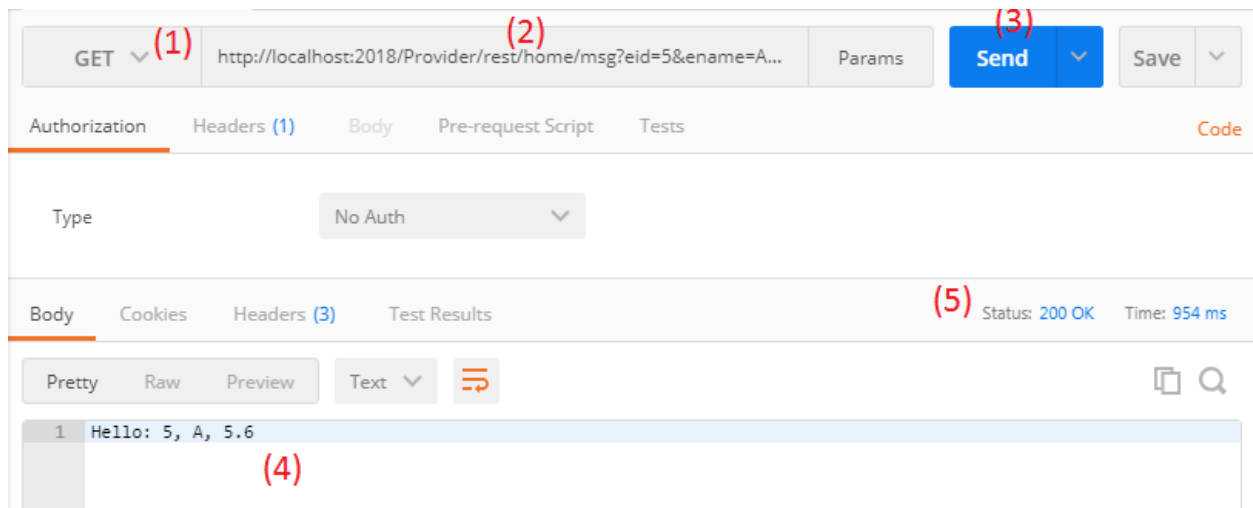 GET (1) http://localhost:2018/Provider/rest/home/msg?eid=5&ename=A... (2) Params (3) Send Save
Authorization Headers (1) Body Pre-request Script Tests Code
Type No Auth
Body Cookies Headers (3) Test Results (5) Status: 200 OK Time: 954 ms
Pretty Raw Preview Text
1 Hello: 5, A, 5.6
(4)